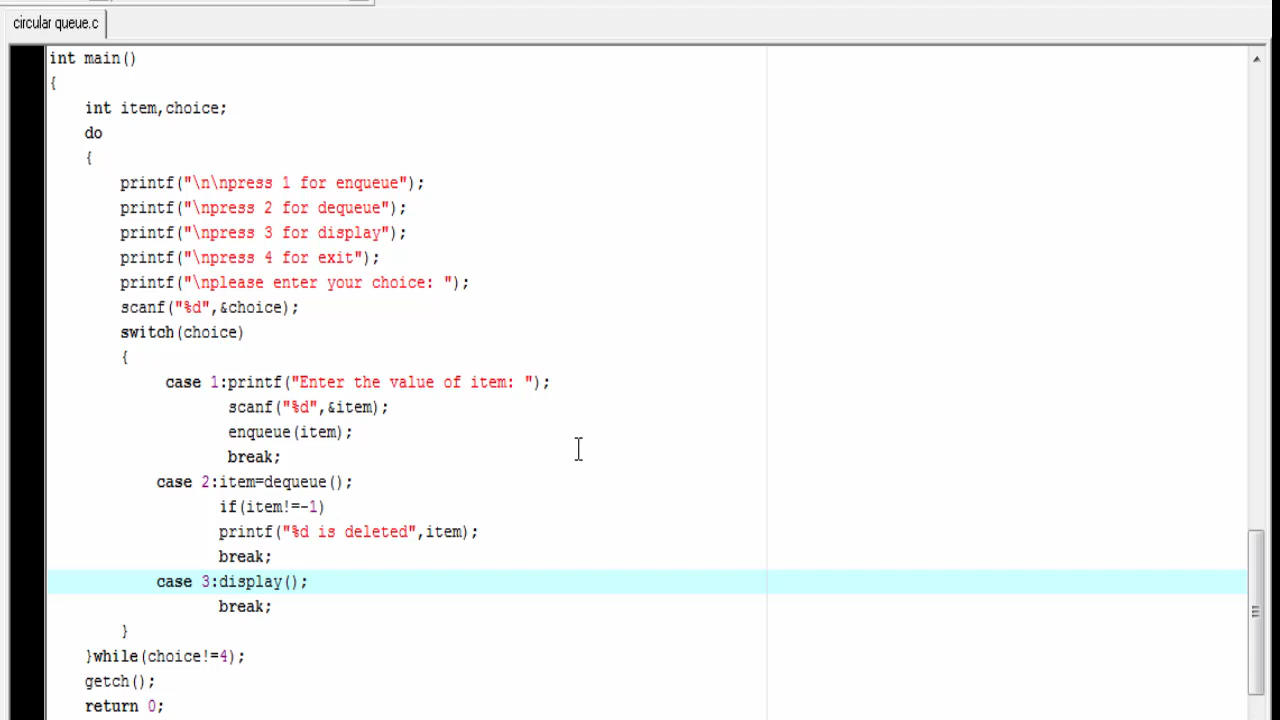 circular queue.c
int main()
{
int item,choice;
do
{
printf("\n\npress 1 for enqueue");
printf("\npress 2 for dequeue");
printf("\npress 3 for display");
printf("\npress 4 for exit");
printf("\nplease enter your choice: ");
scanf("%d",&choice);
switch(choice)
{
case 1:printf("Enter the value of item: ");
scanf("%d",&item);
enqueue(item);
break;
case 2:item=dequeue();
if(item!=-1)
printf("%d is deleted",item);
break;
case 3:display();
break;
}
}while(choice!=4);
getch();
return 0;